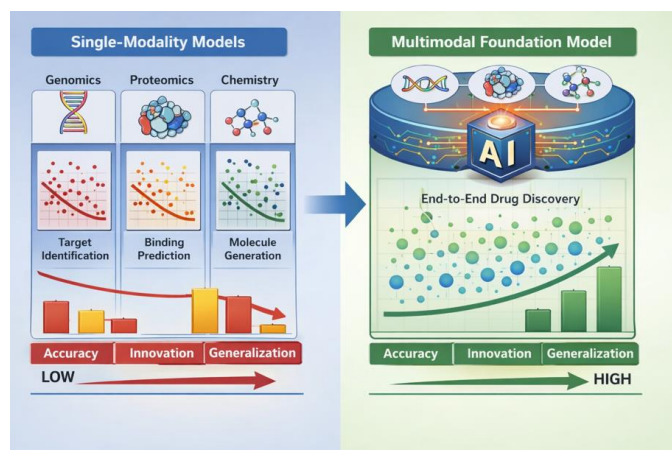 Single-Modality Models
Genomics
Proteomics
Chemistry
Target
Identification
Binding
Prediction
Molecule
Generation
Accuracy
Innovation
Generalization
LOW
Multimodal Foundation Model
AI
End-to-End Drug Discovery
Accuracy
Innovation
Generalization
HIGH